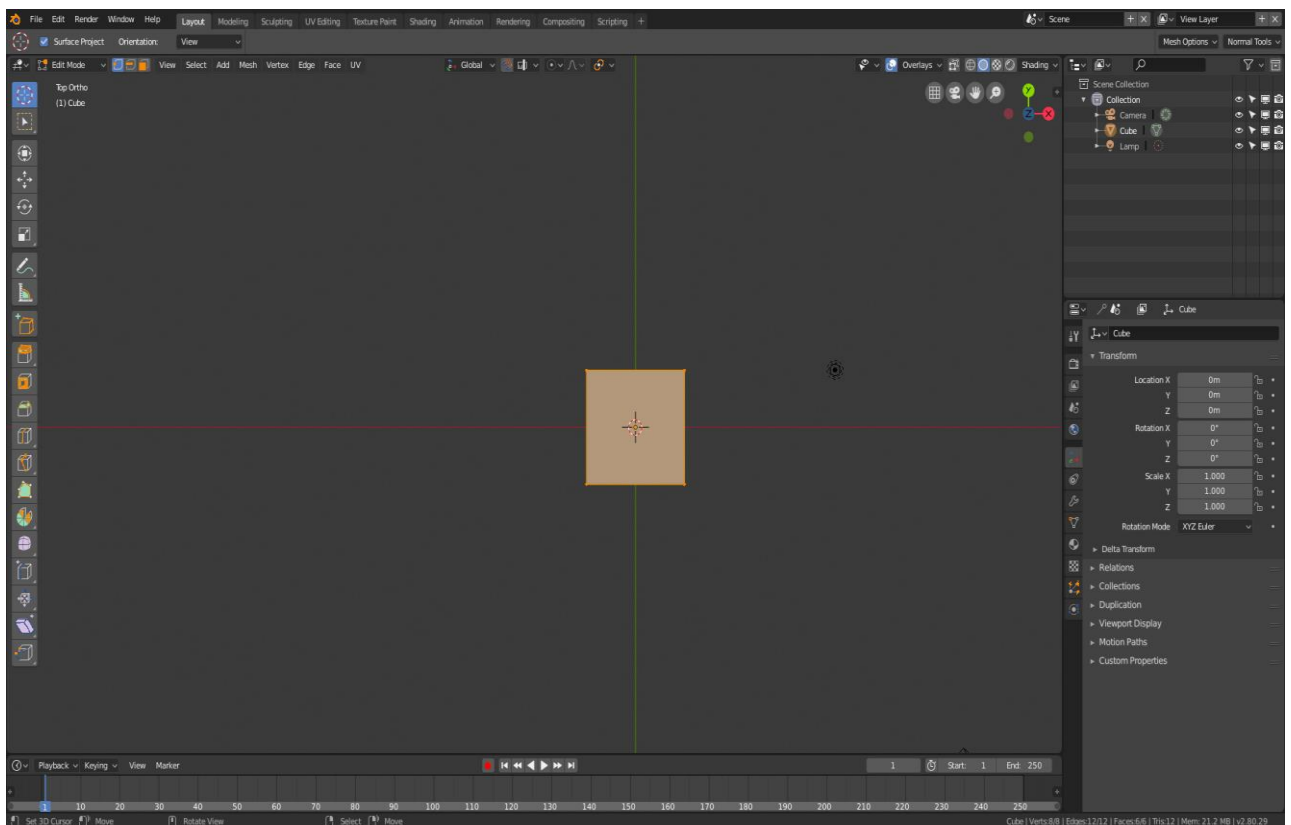 File Edit Render Window Help Layout Modeling Sculpting UV Editing Texture Paint Shading Animation Rendering Compositing Scripting + Scene View Layer
Surface Project Orientation: View Mesh Options Normal Tools
Edit Mode View Select Add Mesh Vertex Edge Face UV Global Overlays Shading
Top Ortho
(1) Cube
Y
Z X
Scene Collection
Collection
Camera
Cube
Lamp
Cube
Cube
Transform
Location X 0m
Y 0m
Z 0m
Rotation X 0°
Y 0°
Z 0°
Scale X 1.000
Y 1.000
Z 1.000
Rotation Mode XYZ Euler
Delta Transform
Relations
Collections
Duplication
Viewport Display
Motion Paths
Custom Properties
Playback Keying View Marker 1 Start: 1 End: 250
1 10 20 30 40 50 60 70 80 90 100 110 120 130 140 150 160 170 180 190 200 210 220 230 240 250
Set 3D Cursor Move Rotate View Select Move Cube | Verts:8/8 | Edges:12/12 | Faces:6/6 | Tris:12 | Mem: 21.2 MB | v2.80.29